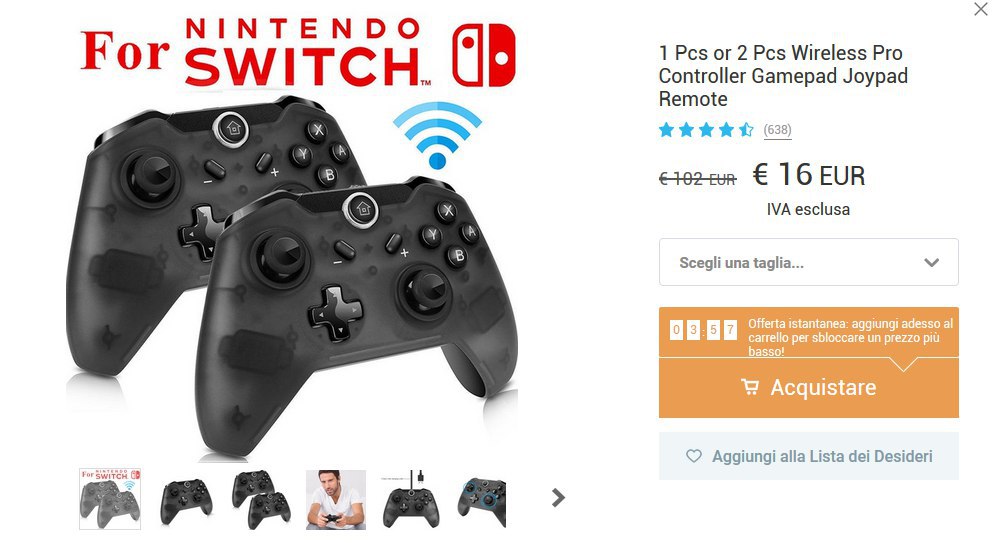 For NINTENDO
SWITCH™
X
Y
A
B
-
+
X
Y
A
B
-
+
1 Pcs or 2 Pcs Wireless Pro
Controller Gamepad Joypad
Remote
(638)
€ 102 EUR € 16 EUR
IVA esclusa
Scegli una taglia...
03:57
Offerta istantanea: aggiungi adesso al
carrello per sbloccare un prezzo più
basso!
Acquistare
Aggiungi alla Lista dei Desideri
For NINTENDO
SWITCH